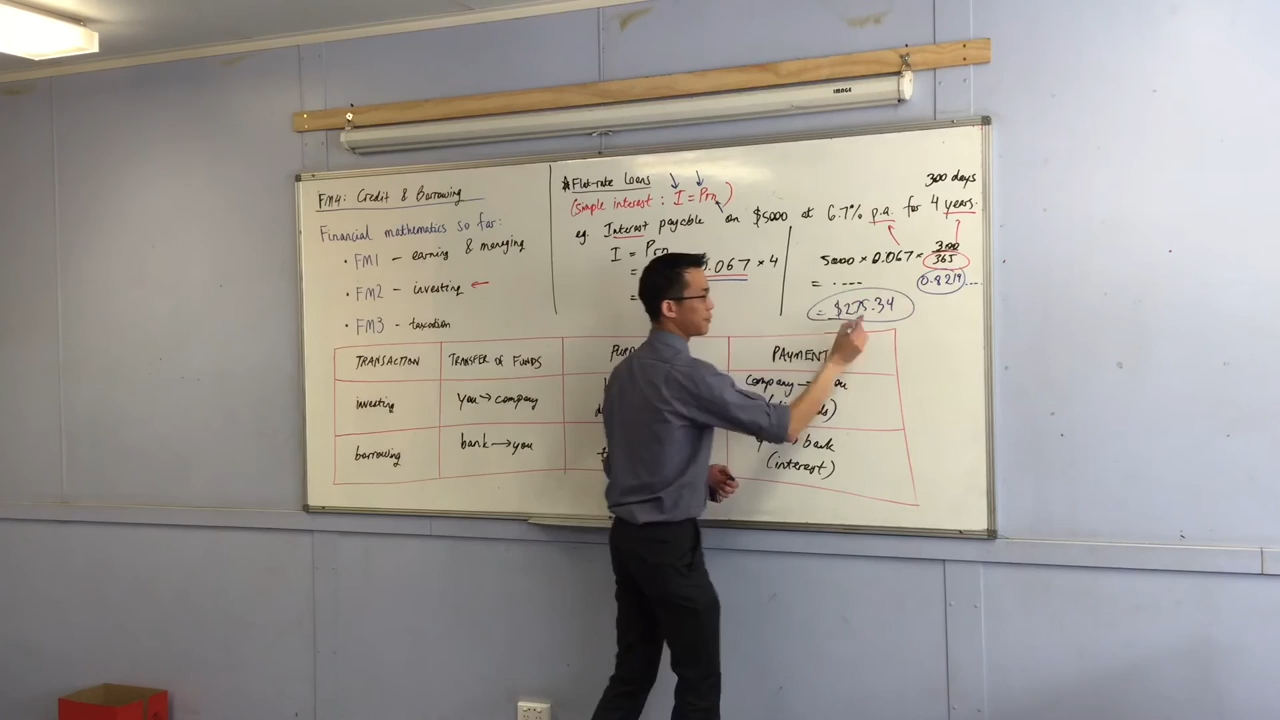 IMAGE
FM4: Credit & Borrowing
Financial mathematics so far:
• FM1 – earning & managing
• FM2 – investing ←
• FM3 – taxation
* Flat-rate loans
(simple interest : I = Prn)
300 days
eg. Interest payable on $5000 at 6.7% p.a. for 4 years.
I = Prn
= 0.067 × 4
=
5000 × 0.067 × 300/365
= .... 0.8219....
= $275.34
TRANSACTION TRANSFER OF FUNDS PAYMENT
investing you → company company → you
borrowing bank → you bank
(interest)